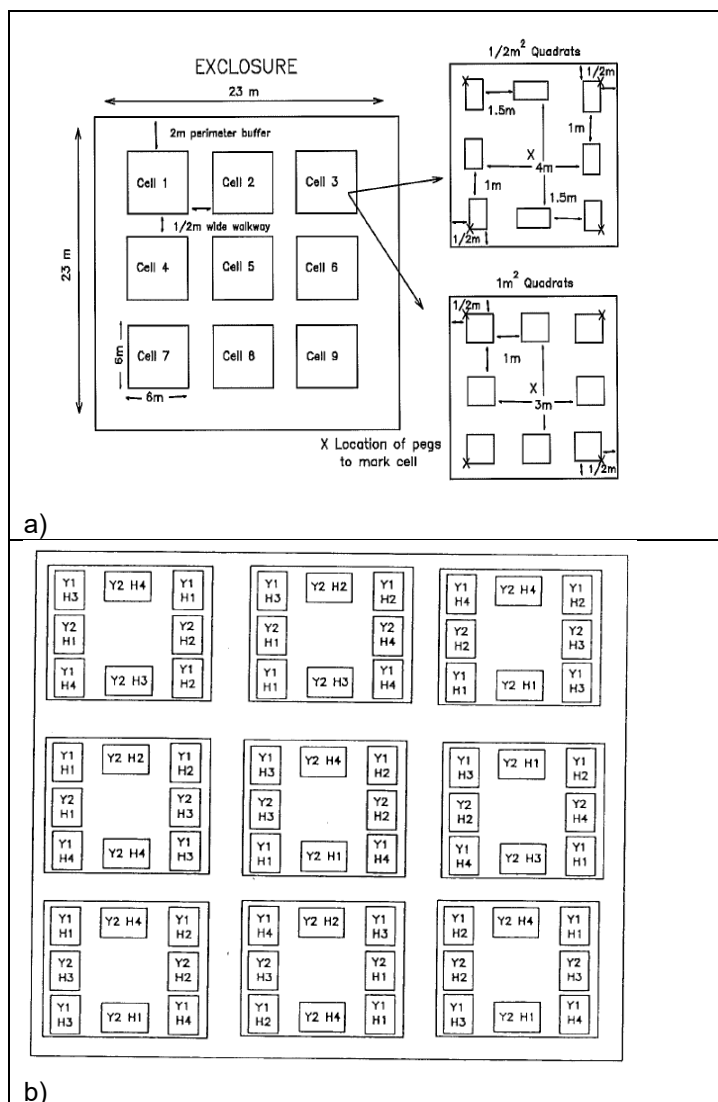 EXCLOSURE
23 m
2m perimeter buffer
Cell 1
Cell 2
Cell 3
1/2m wide walkway
23 m
Cell 4
Cell 5
Cell 6
6m
Cell 7
Cell 8
Cell 9
6m
X Location of pegs
to mark cell
1/2m² Quadrats
X
X
1/2m
1.5m
1m
X
4m
1m
1.5m
X
X
1/2m
1m² Quadrats
1/2m
X
X
1m
X
3m
X
X
1/2m
a)
Y1
H3
Y2 H4
Y1
H1
Y2
H1
Y2
H2
Y1
H4
Y2 H3
Y1
H2
Y1
H3
Y2 H2
Y1
H2
Y2
H1
Y2
H4
Y1
H1
Y2 H3
Y1
H4
Y1
H4
Y2 H4
Y1
H2
Y2
H2
Y2
H3
Y1
H1
Y2 H1
Y1
H3
Y1
H1
Y2 H2
Y1
H2
Y2
H1
Y2
H3
Y1
H4
Y2 H4
Y1
H3
Y1
H3
Y2 H4
Y1
H2
Y2
H3
Y2
H2
Y1
H1
Y2 H1
Y1
H4
Y1
H3
Y2 H1
Y1
H2
Y2
H2
Y2
H4
Y1
H4
Y2 H3
Y1
H1
Y1
H1
Y2 H4
Y1
H2
Y2
H3
Y2
H2
Y1
H3
Y2 H1
Y1
H4
Y1
H4
Y2 H2
Y1
H3
Y2
H3
Y2
H1
Y1
H2
Y2 H4
Y1
H1
Y1
H2
Y2 H4
Y1
H1
Y2
H3
Y2
H2
Y1
H3
Y2 H1
Y1
H4
b)